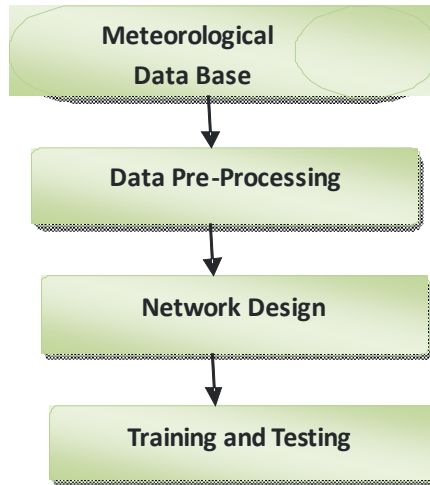 Meteorological
Data Base
Data Pre-Processing
Network Design
Training and Testing